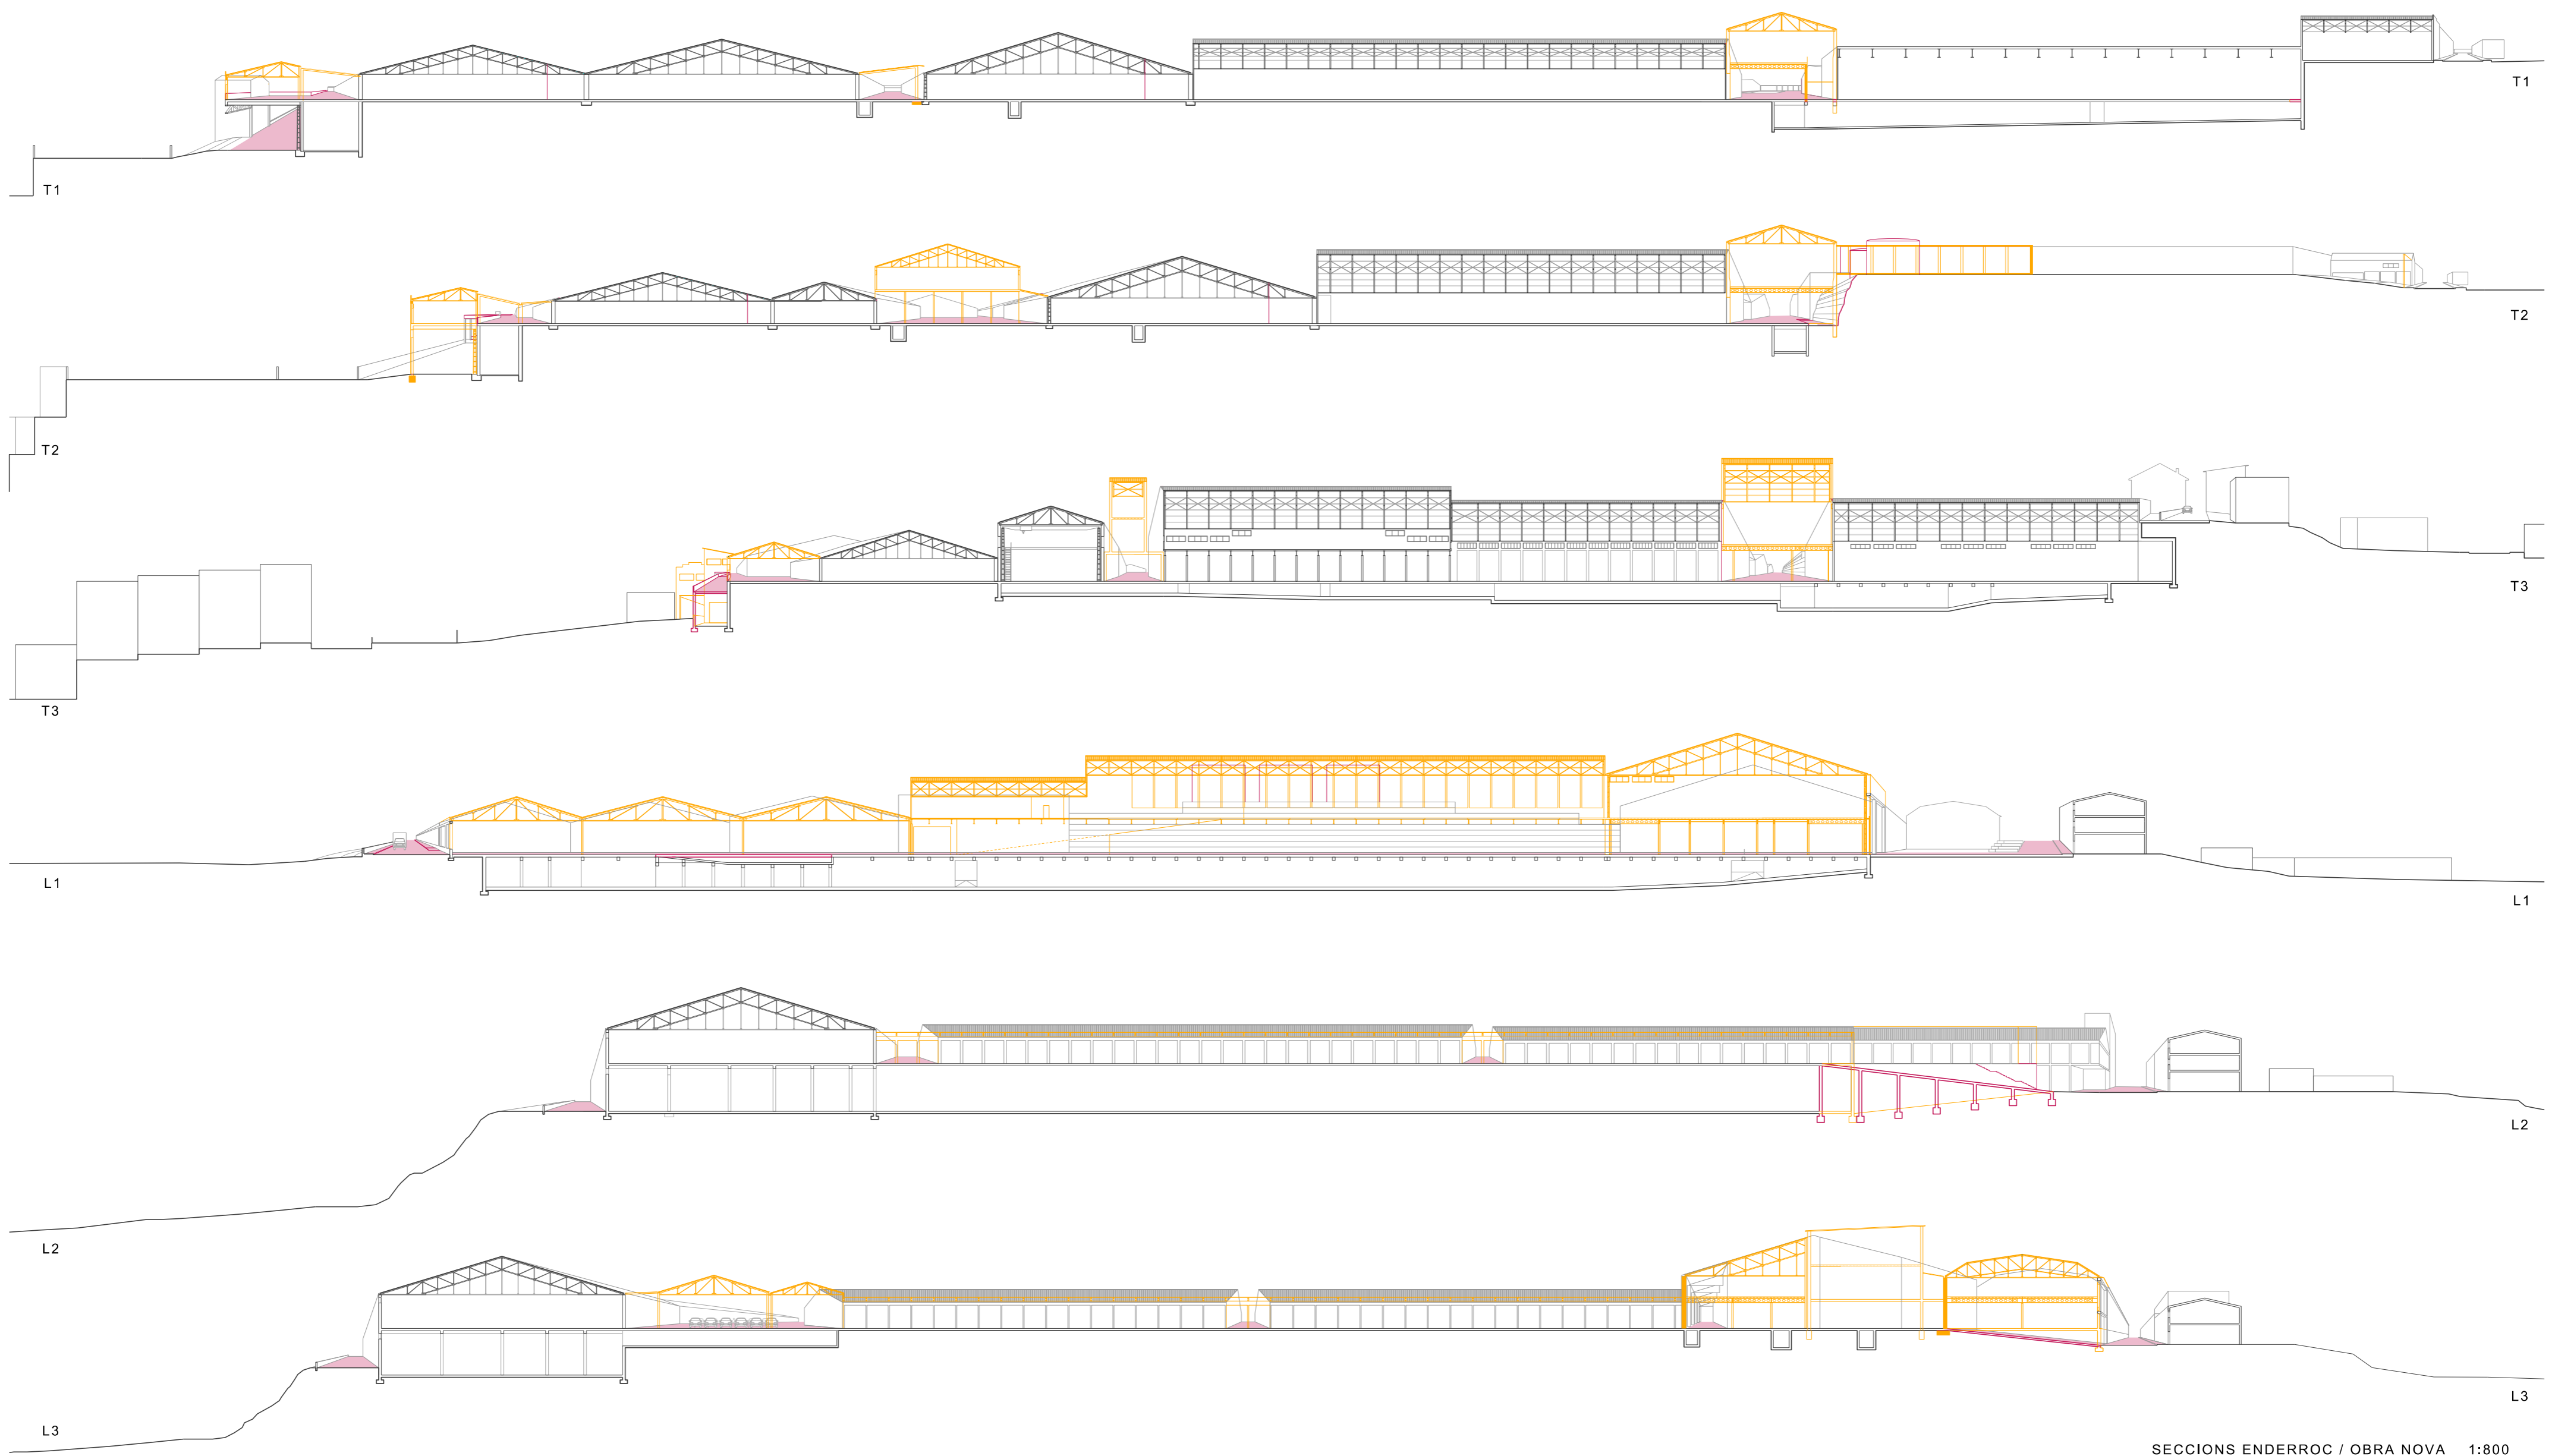 T1
T1
T2
T2
T3
T3
L1
L1
L2
L2
L3
L3
SECCIONS ENDERROC / OBRA NOVA 1:800